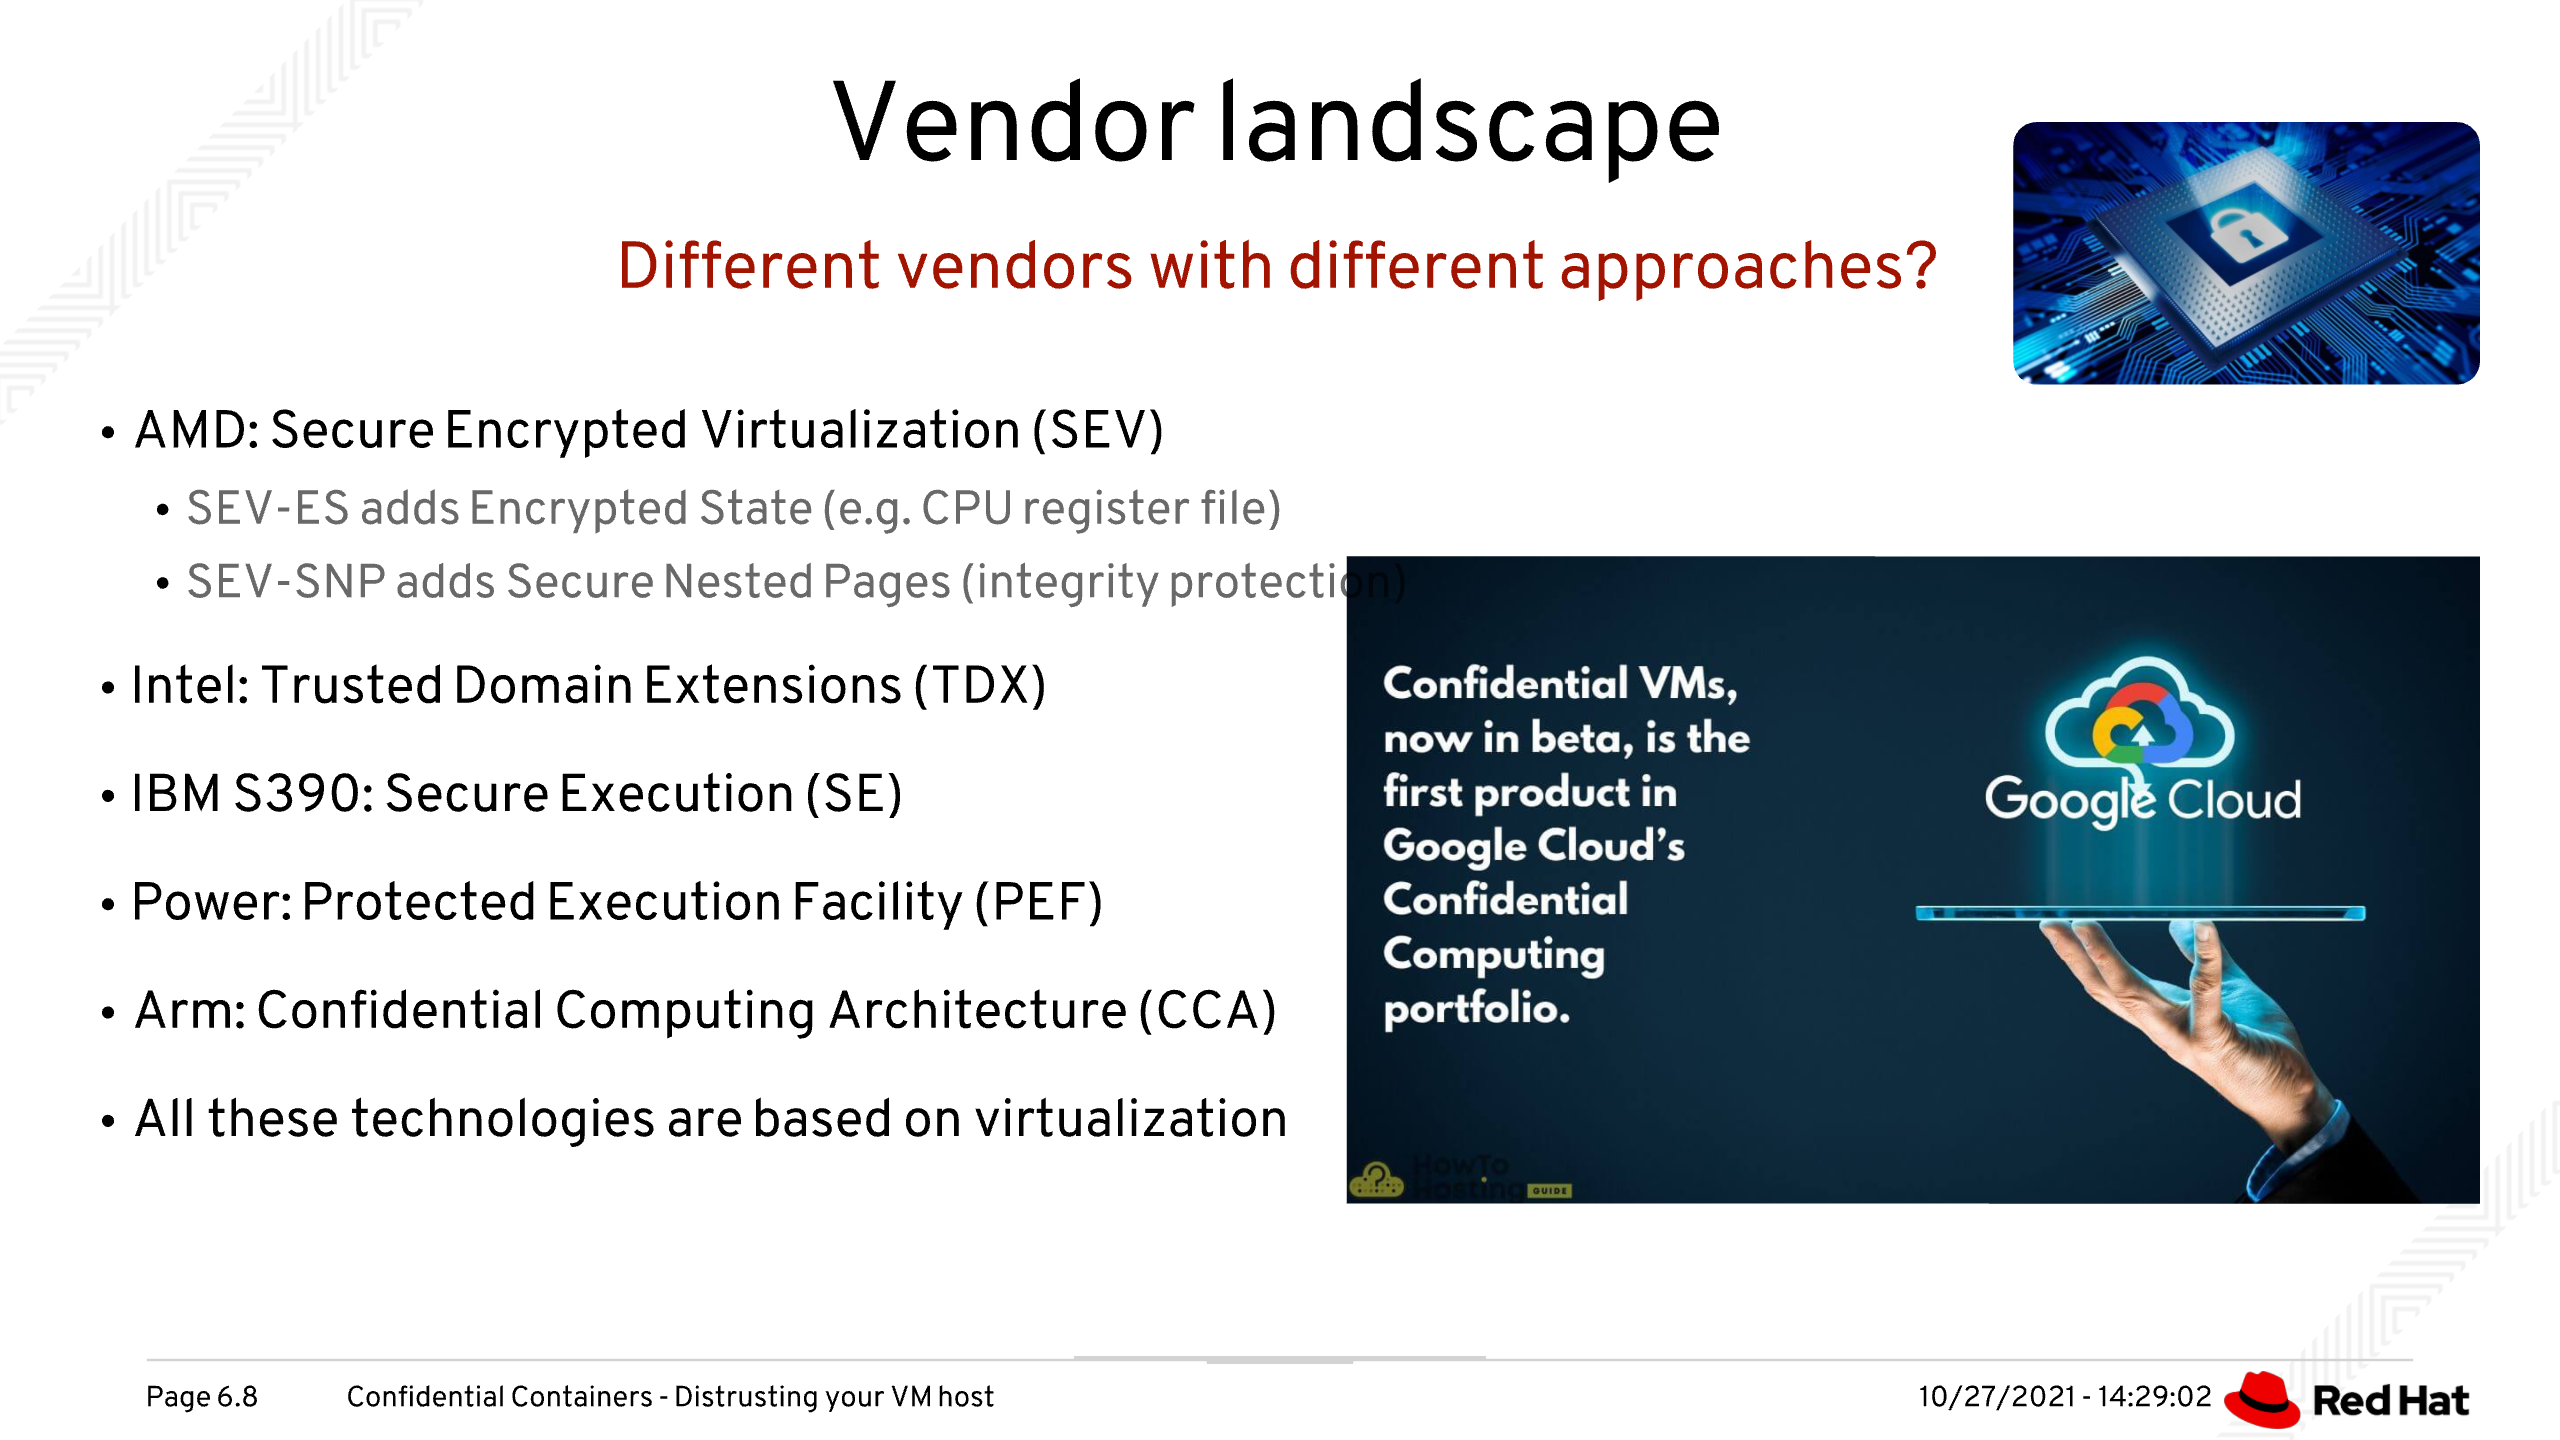 Vendor landscape
Different vendors with different approaches?
• AMD: Secure Encrypted Virtualization (SEV)
• SEV-ES adds Encrypted State (e.g. CPU register file)
• SEV-SNP adds Secure Nested Pages (integrity protection)
• Intel: Trusted Domain Extensions (TDX)
• IBM S390: Secure Execution (SE)
• Power: Protected Execution Facility (PEF)
• Arm: Confidential Computing Architecture (CCA)
• All these technologies are based on virtualization
Confidential VMs,
now in beta, is the
first product in
Google Cloud’s
Confidential
Computing
portfolio.
Google Cloud
HowTo
Hosting GUIDE
Page 6.8 Confidential Containers - Distrusting your VM host 10/27/2021 - 14:29:02 Red Hat